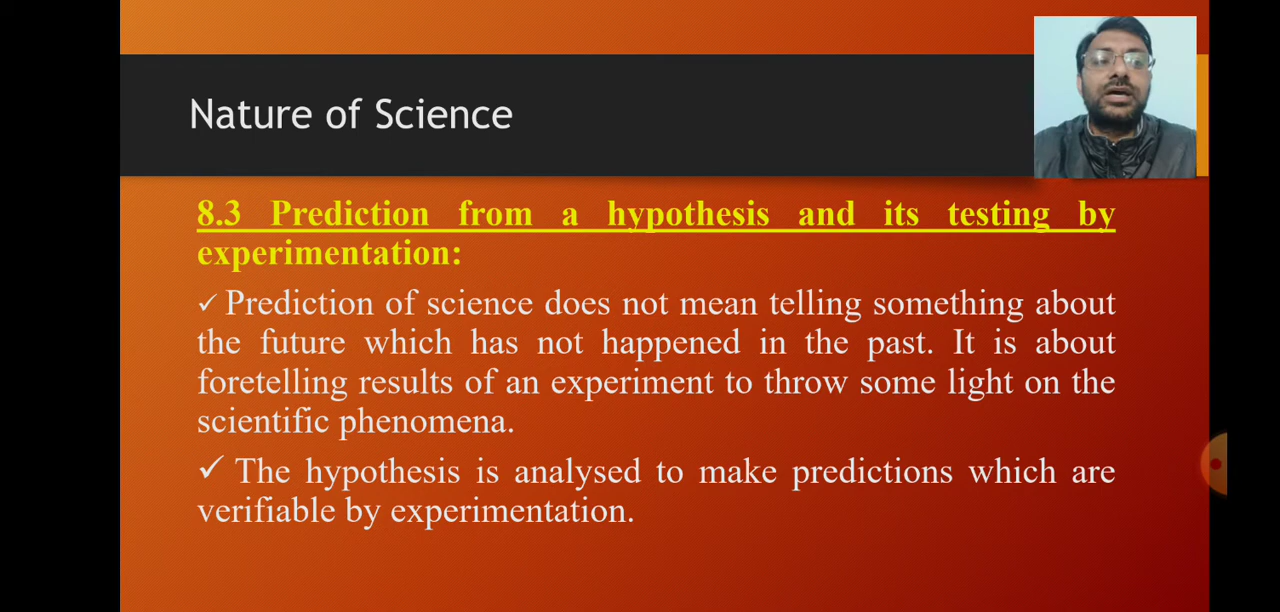 Nature of Science
8.3 Prediction from a hypothesis and its testing by
experimentation:
✓ Prediction of science does not mean telling something about
the future which has not happened in the past. It is about
foretelling results of an experiment to throw some light on the
scientific phenomena.
✓ The hypothesis is analysed to make predictions which are
verifiable by experimentation.